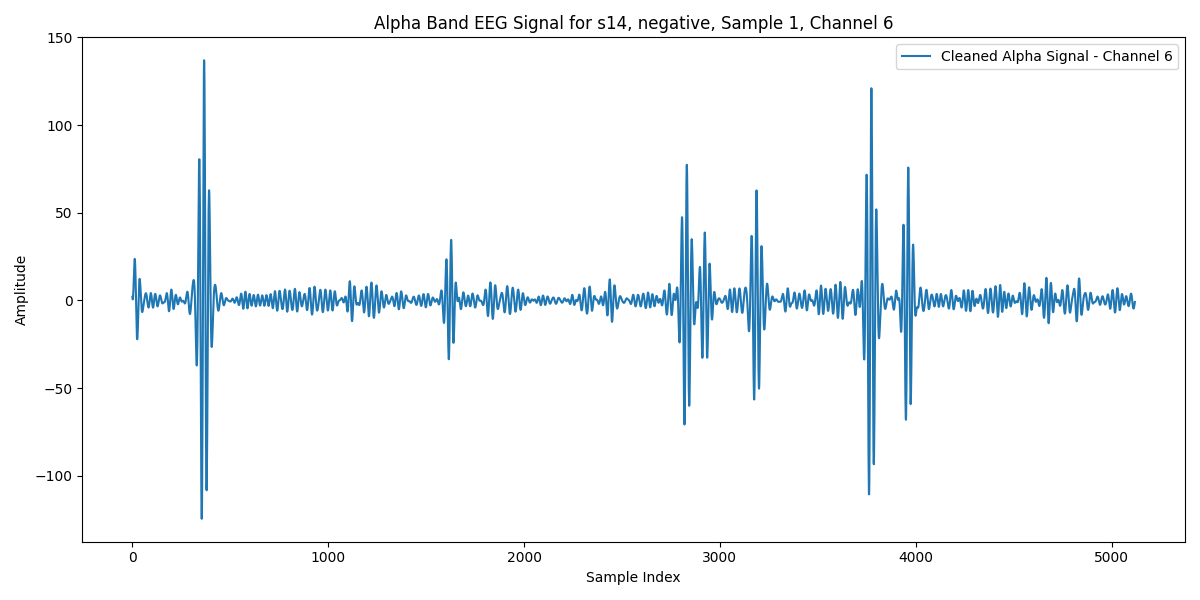 Alpha Band EEG Signal for s14, negative, Sample 1, Channel 6
Cleaned Alpha Signal - Channel 6
Amplitude
150
100
50
0
−50
−100
0 1000 2000 3000 4000 5000
Sample Index